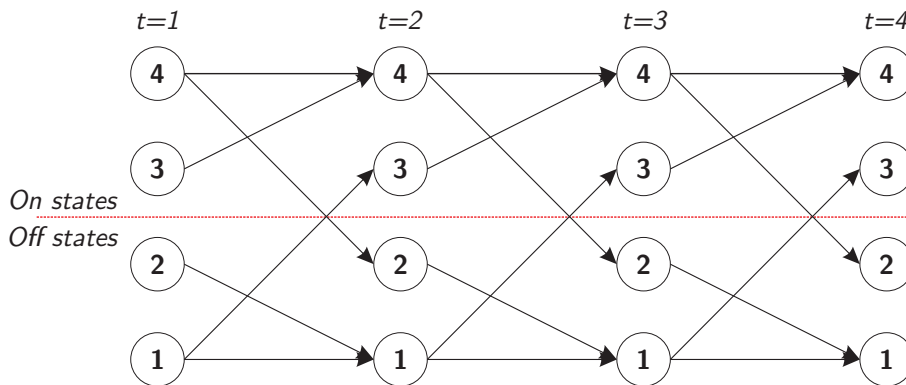 t=1 t=2 t=3 t=4
4 4 4 4
3 3 3 3
On states
Off states
2 2 2 2
1 1 1 1